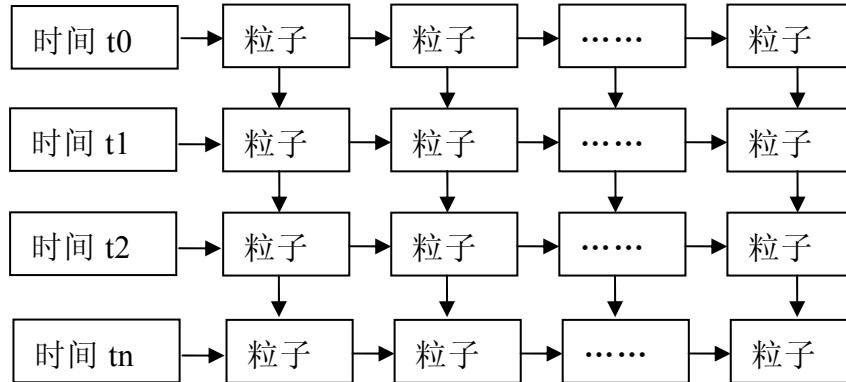 时间 t0 粒子 粒子 …… 粒子
时间 t1 粒子 粒子 …… 粒子
时间 t2 粒子 粒子 …… 粒子
时间 tn 粒子 粒子 …… 粒子